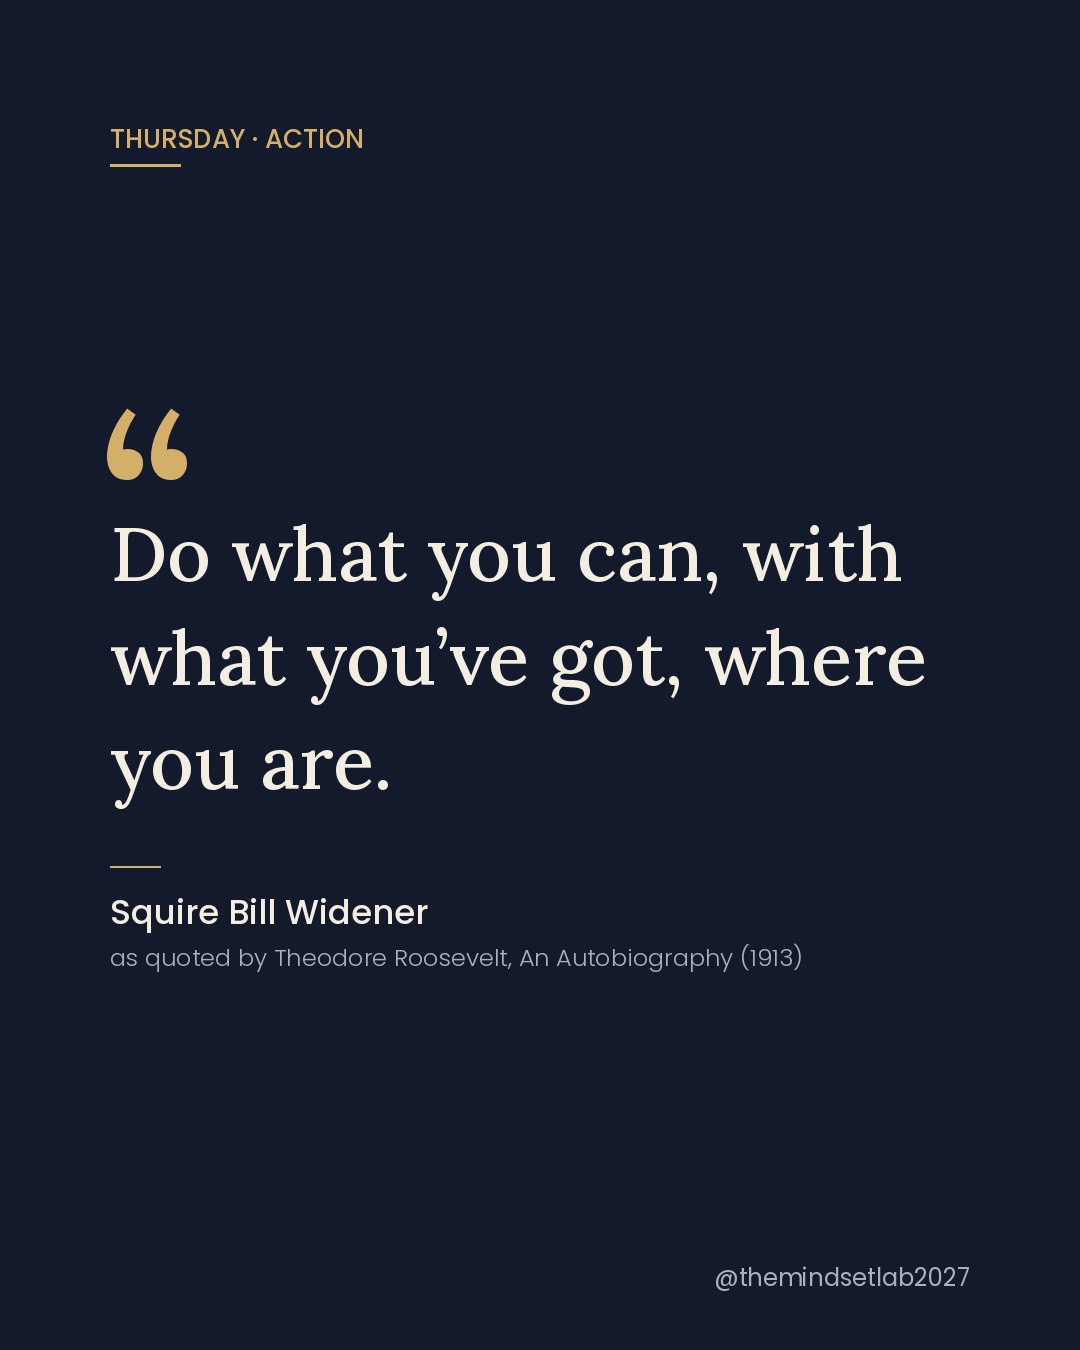 THURSDAY · ACTION
“
Do what you can, with
what you’ve got, where
you are.
Squire Bill Widener
as quoted by Theodore Roosevelt, An Autobiography (1913)
@themindsetlab2027